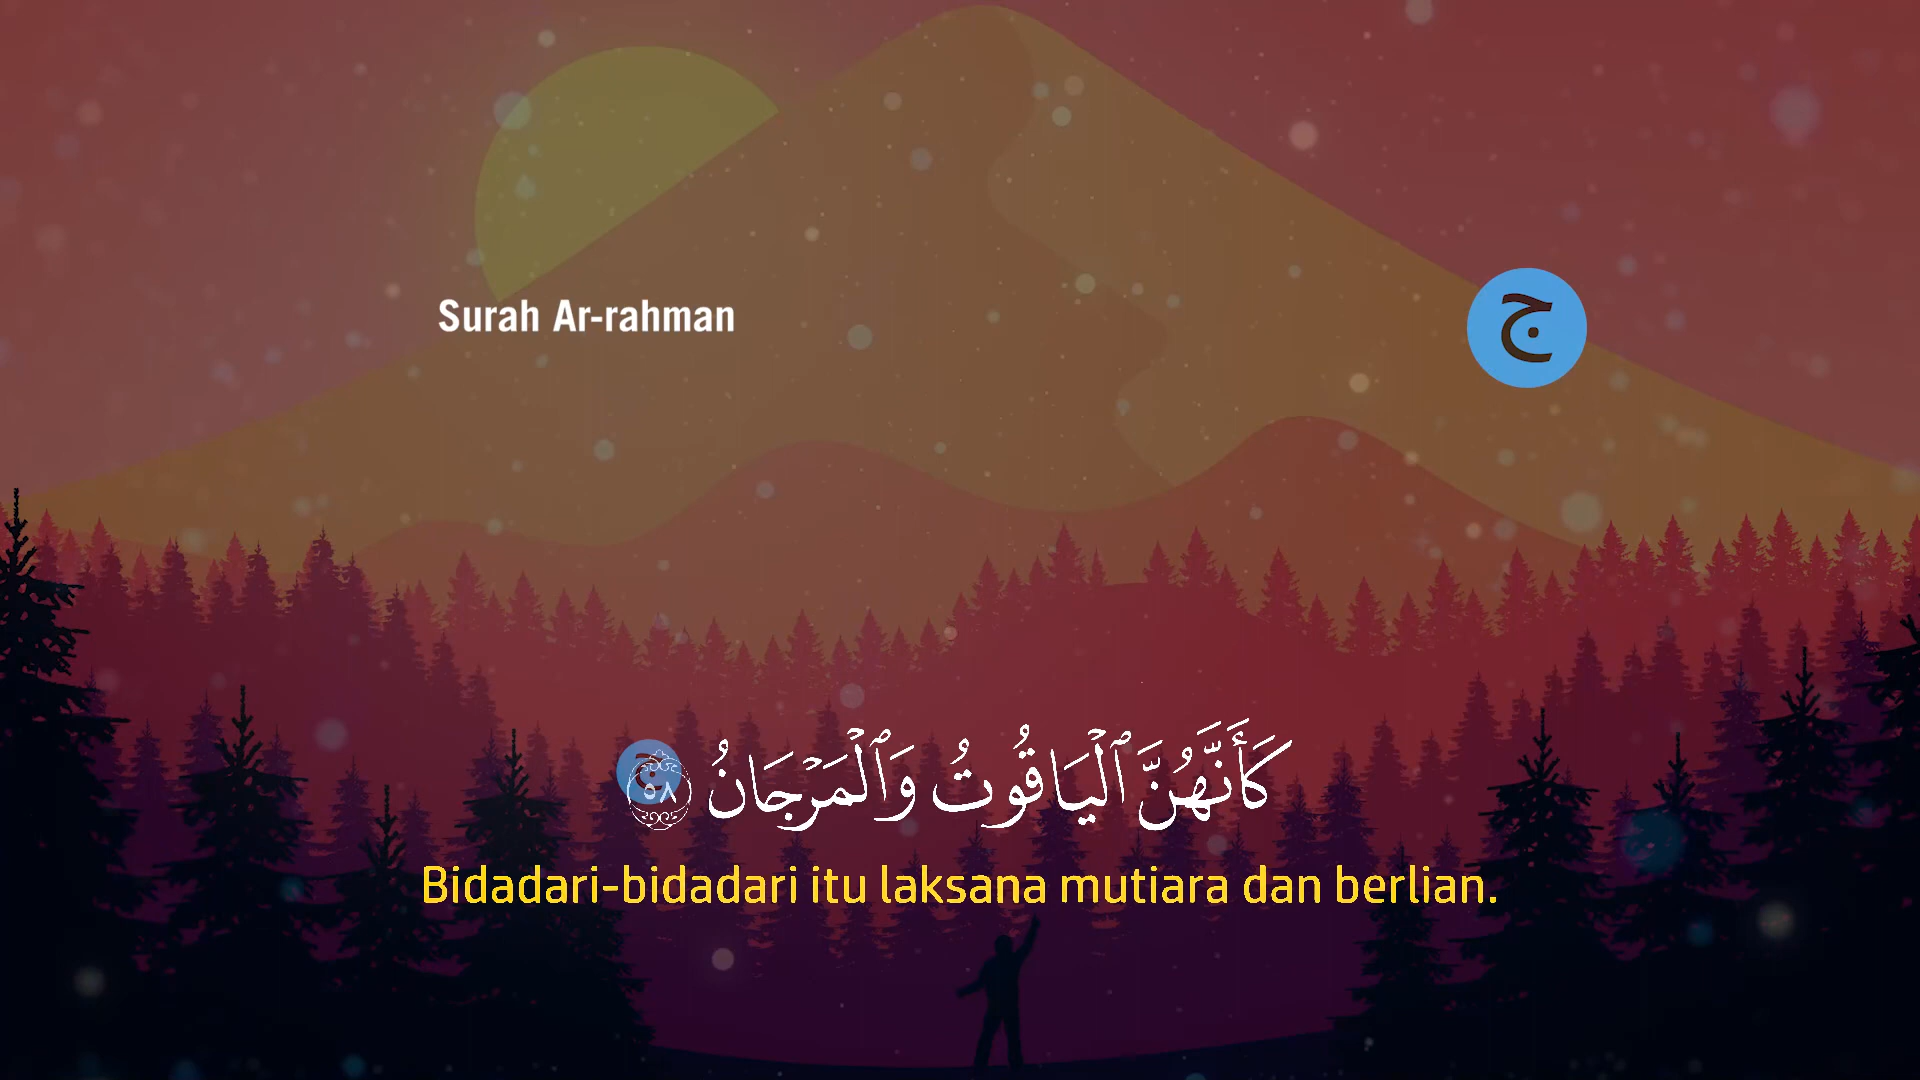 Surah Ar-rahman
ج
كَأَنَّهُنَّ ٱلْيَاقُوتُ وَٱلْمَرْجَانُ ۝٥٨
Bidadari-bidadari itu laksana mutiara dan berlian.